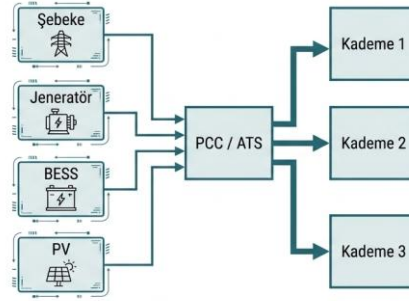 Şebeke
Jeneratör
BESS
PV
PCC / ATS
Kademe 1
Kademe 2
Kademe 3